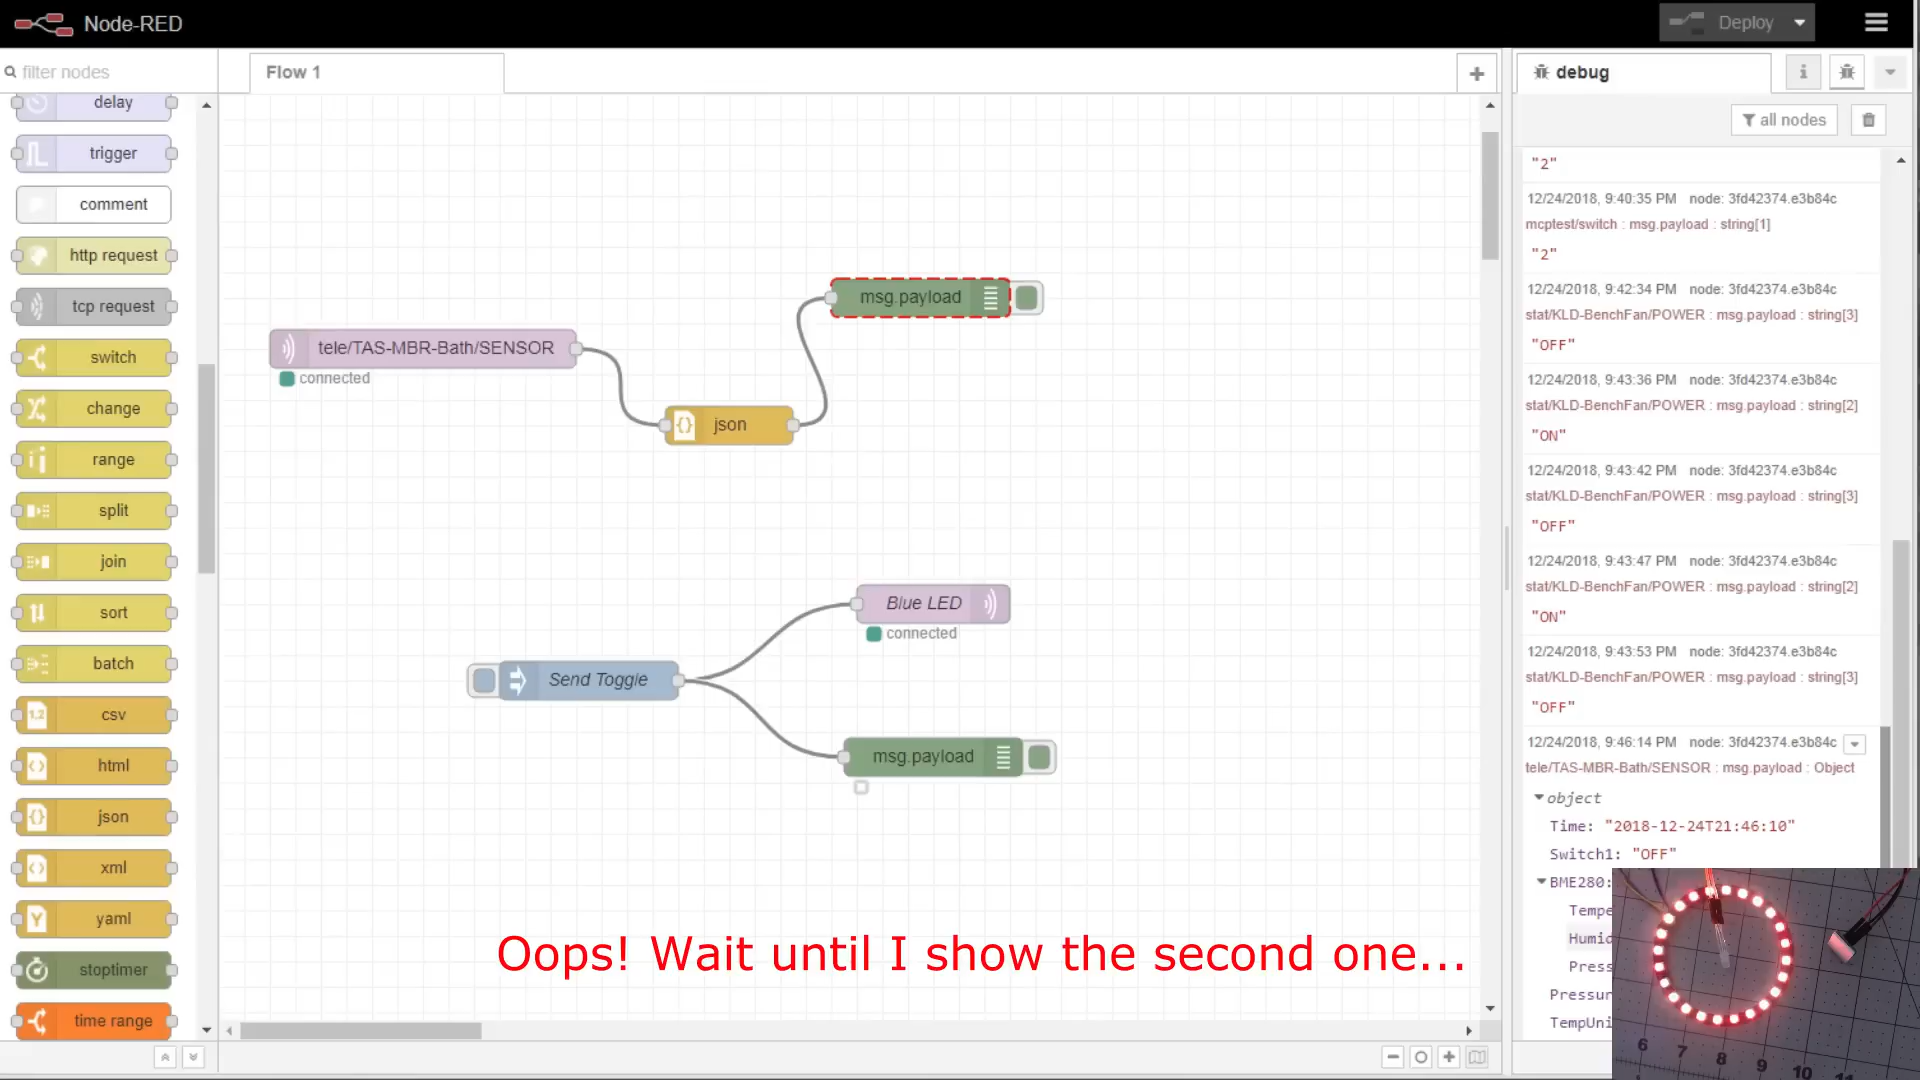 Node-RED
Deploy
filter nodes
Flow 1
debug
all nodes
delay
trigger
comment
http request
tcp request
switch
change
range
split
join
sort
batch
csv
html
json
xml
yaml
stoptimer
time range
tele/TAS-MBR-Bath/SENSOR
connected
json
msg.payload
Send Toggle
Blue LED
connected
msg.payload
Oops! Wait until I show the second one...
"2"
12/24/2018, 9:40:35 PM node: 3fd42374.e3b84c
mcptest/switch : msg.payload : string[1]
"2"
12/24/2018, 9:42:34 PM node: 3fd42374.e3b84c
stat/KLD-BenchFan/POWER : msg.payload : string[3]
"OFF"
12/24/2018, 9:43:36 PM node: 3fd42374.e3b84c
stat/KLD-BenchFan/POWER : msg.payload : string[2]
"ON"
12/24/2018, 9:43:42 PM node: 3fd42374.e3b84c
stat/KLD-BenchFan/POWER : msg.payload : string[3]
"OFF"
12/24/2018, 9:43:47 PM node: 3fd42374.e3b84c
stat/KLD-BenchFan/POWER : msg.payload : string[2]
"ON"
12/24/2018, 9:43:53 PM node: 3fd42374.e3b84c
stat/KLD-BenchFan/POWER : msg.payload : string[3]
"OFF"
12/24/2018, 9:46:14 PM node: 3fd42374.e3b84c
tele/TAS-MBR-Bath/SENSOR : msg.payload : Object
object
Time: "2018-12-24T21:46:10"
Switch1: "OFF"
BME280:
Tempe
Humid
Press
Pressur
TempUni
6 7 8 9 10